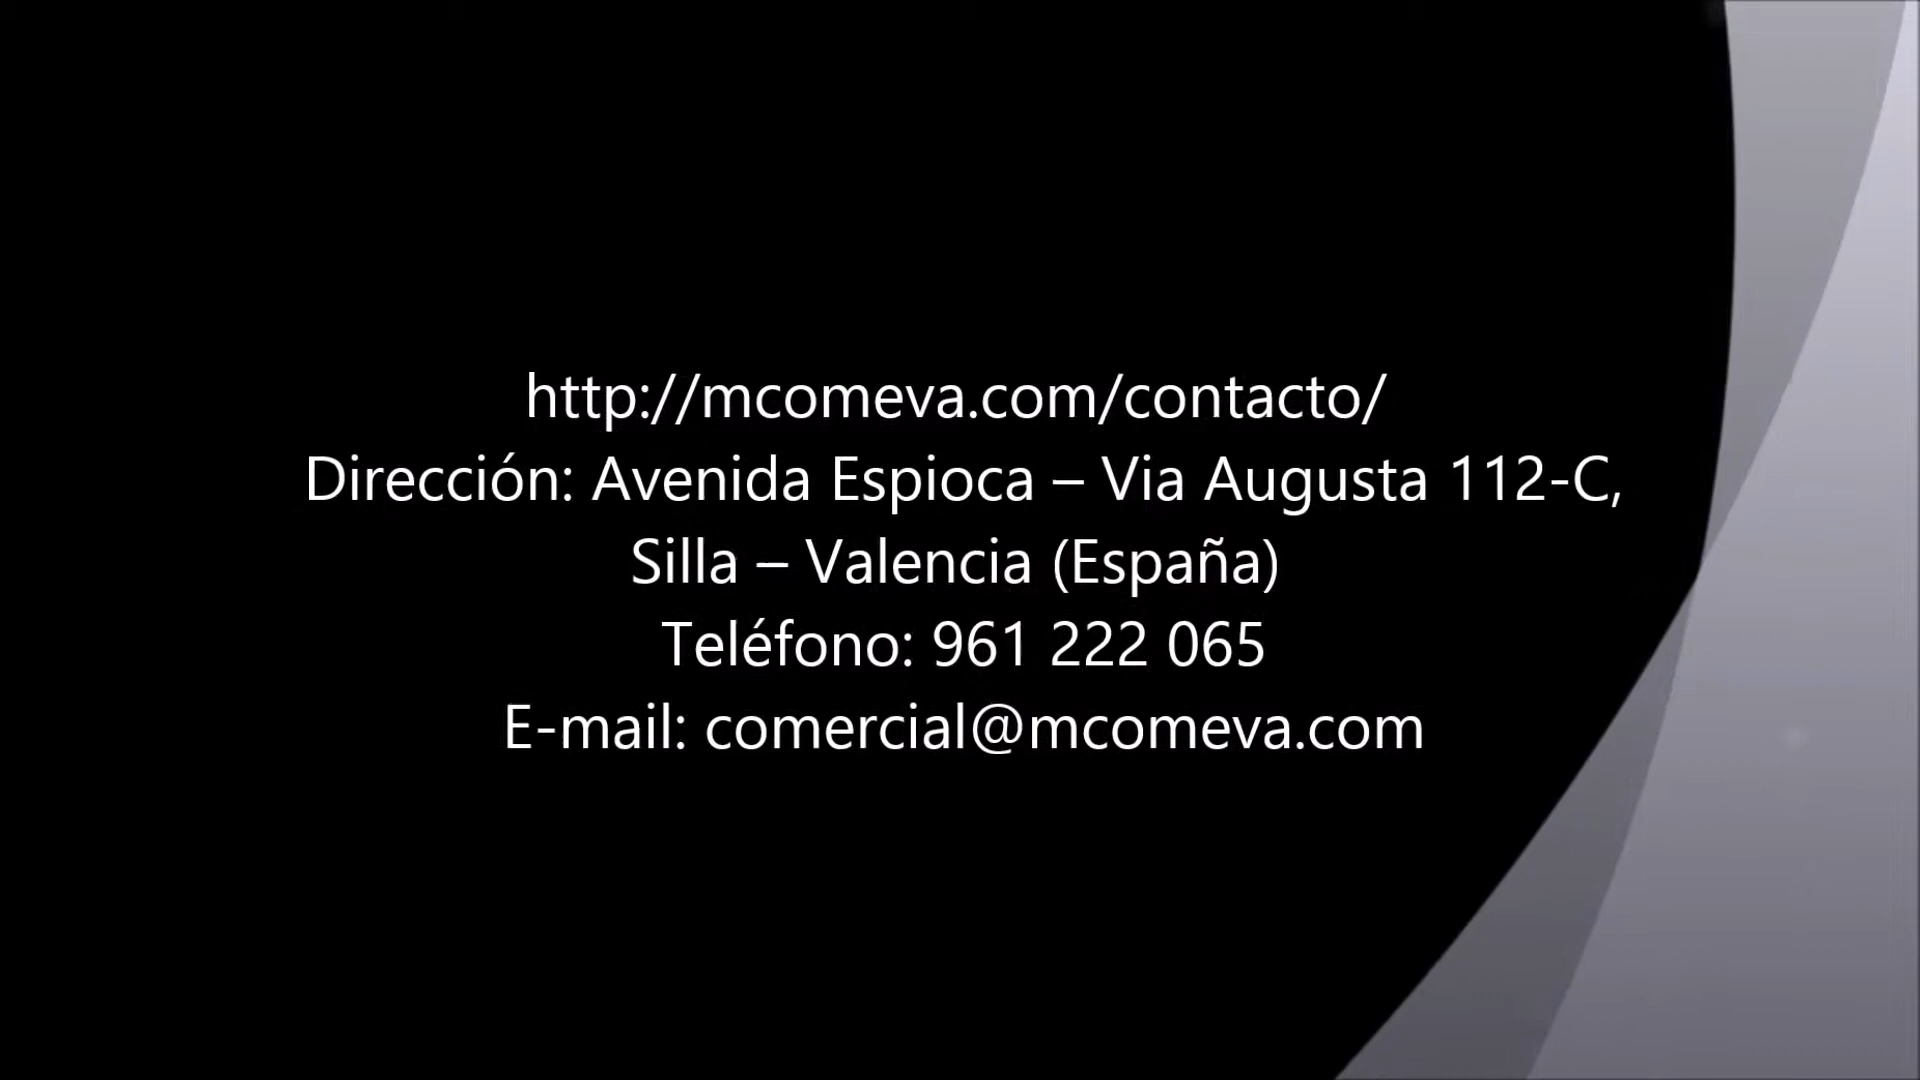 http://mcomeva.com/contacto/
Dirección: Avenida Espioca – Via Augusta 112-C,
Silla – Valencia (España)
Teléfono: 961 222 065
E-mail: comercial@mcomeva.com